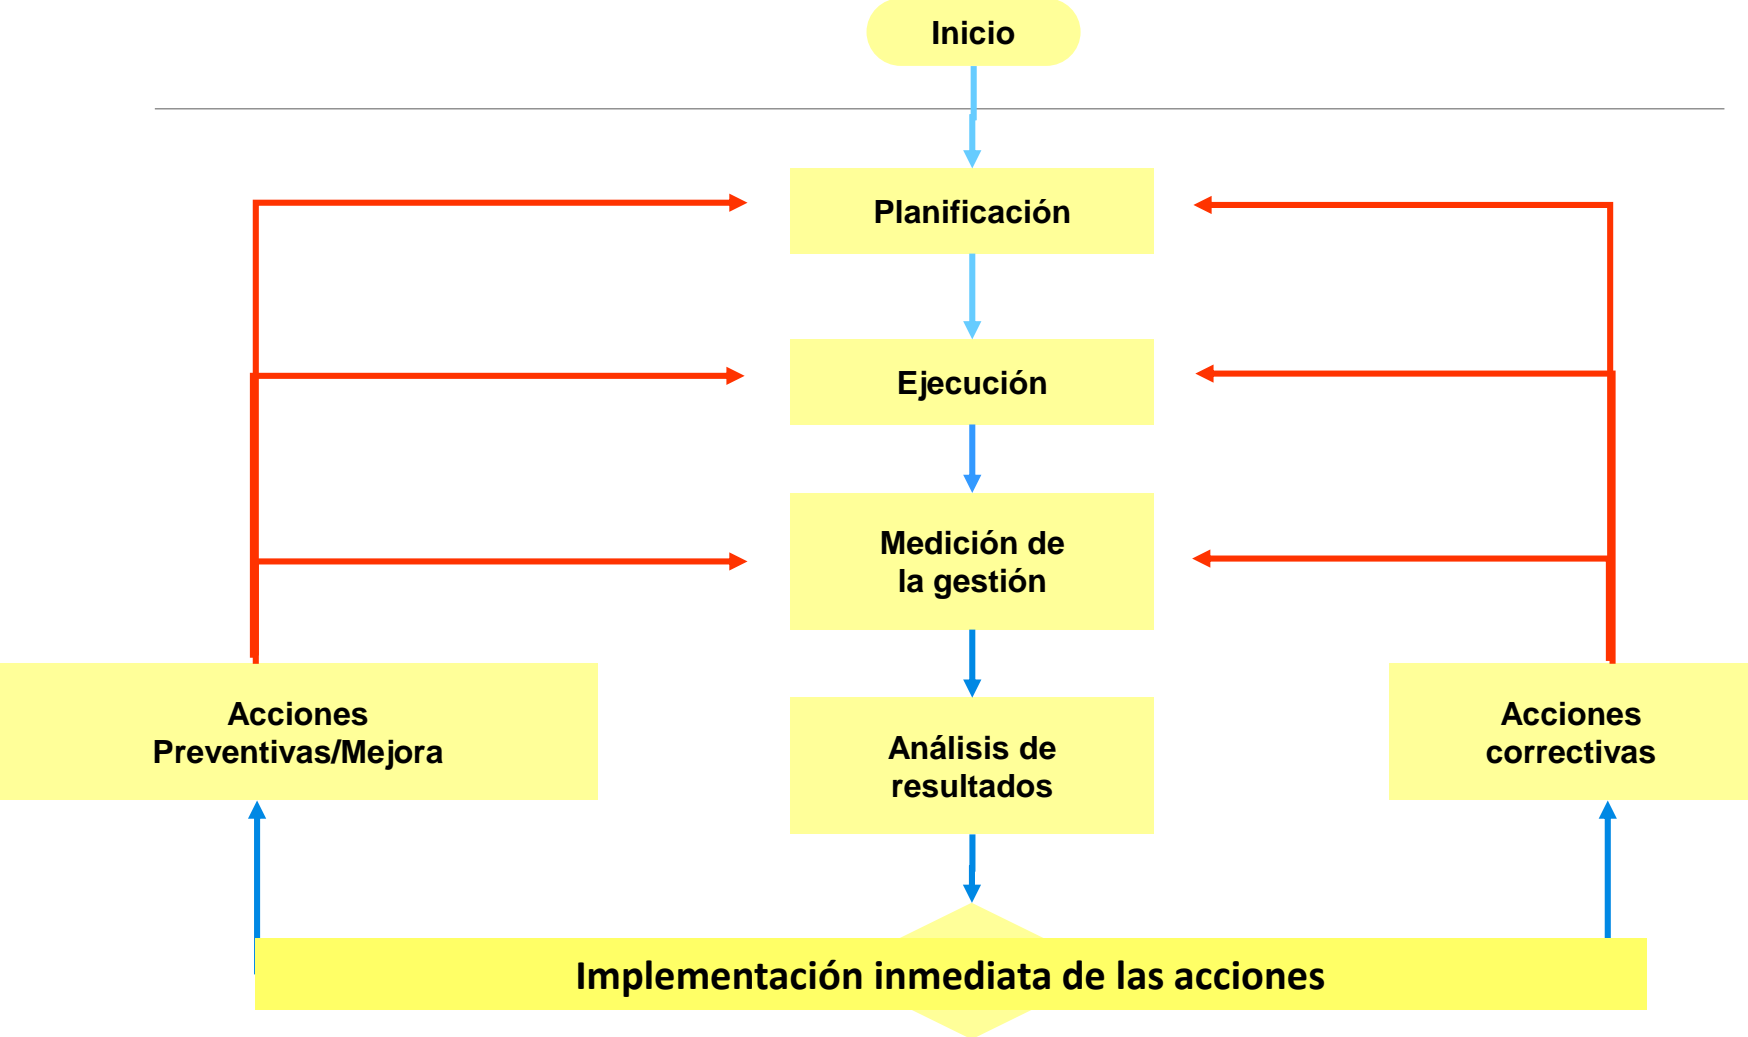 Inicio
Planificación
Ejecución
Medición de
la gestión
Acciones
Preventivas/Mejora
Análisis de
resultados
Acciones
correctivas
Implementación inmediata de las acciones